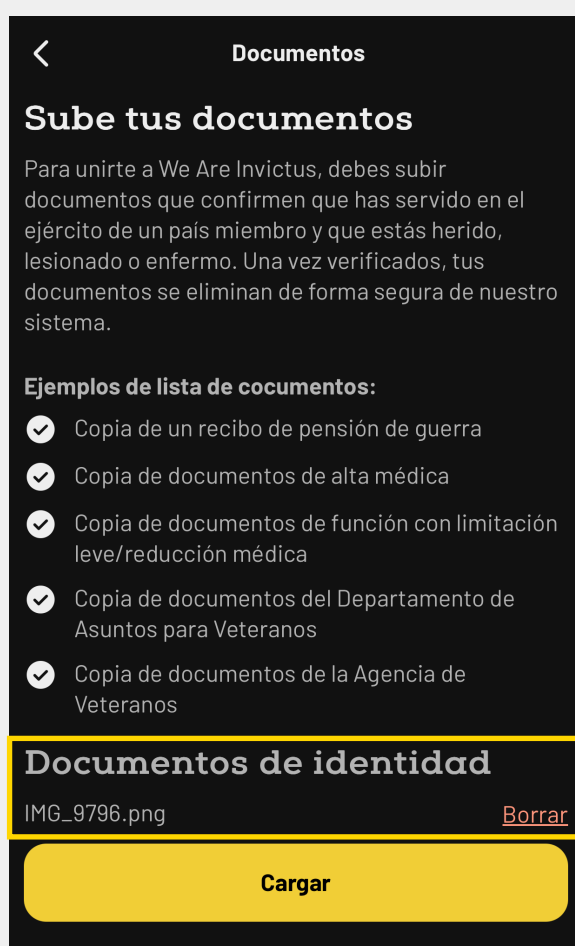 Documentos
Sube tus documentos
Para unirte a We Are Invictus, debes subir
documentos que confirmen que has servido en el
ejército de un país miembro y que estás herido,
lesionado o enfermo. Una vez verificados, tus
documentos se eliminan de forma segura de nuestro
sistema.
Ejemplos de lista de cocumentos:
Copia de un recibo de pensión de guerra
Copia de documentos de alta médica
Copia de documentos de función con limitación
leve/reducción médica
Copia de documentos del Departamento de
Asuntos para Veteranos
Copia de documentos de la Agencia de
Veteranos
Documentos de identidad
IMG_9796.png Borrar
Cargar